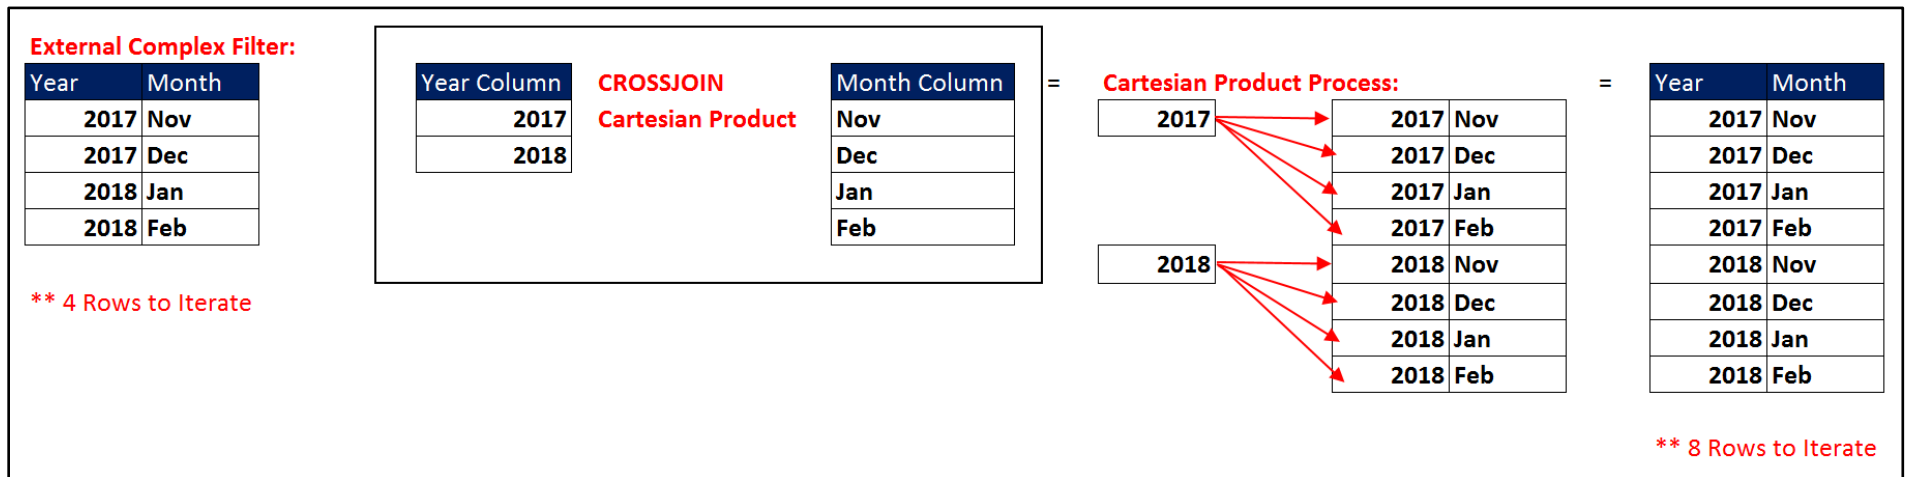 External Complex Filter:
Year Month
2017 Nov
2017 Dec
2018 Jan
2018 Feb
** 4 Rows to Iterate
Year Column
2017
2018
CROSSJOIN
Cartesian Product
Month Column
Nov
Dec
Jan
Feb
=
Cartesian Product Process:
2017
2018
2017 Nov
2017 Dec
2017 Jan
2017 Feb
2018 Nov
2018 Dec
2018 Jan
2018 Feb
=
Year Month
2017 Nov
2017 Dec
2017 Jan
2017 Feb
2018 Nov
2018 Dec
2018 Jan
2018 Feb
** 8 Rows to Iterate